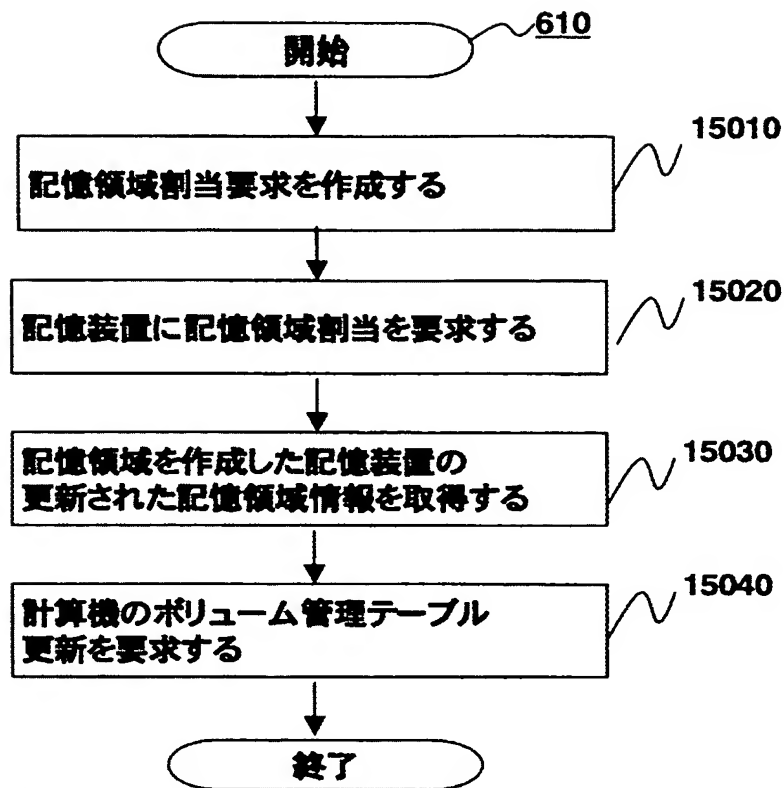 開始
610
15010
記憶領域割当要求を作成する
15020
記憶装置に記憶領域割当を要求する
15030
記憶領域を作成した記憶装置の
更新された記憶領域情報を取得する
15040
計算機のボリューム管理テーブル
更新を要求する
終了